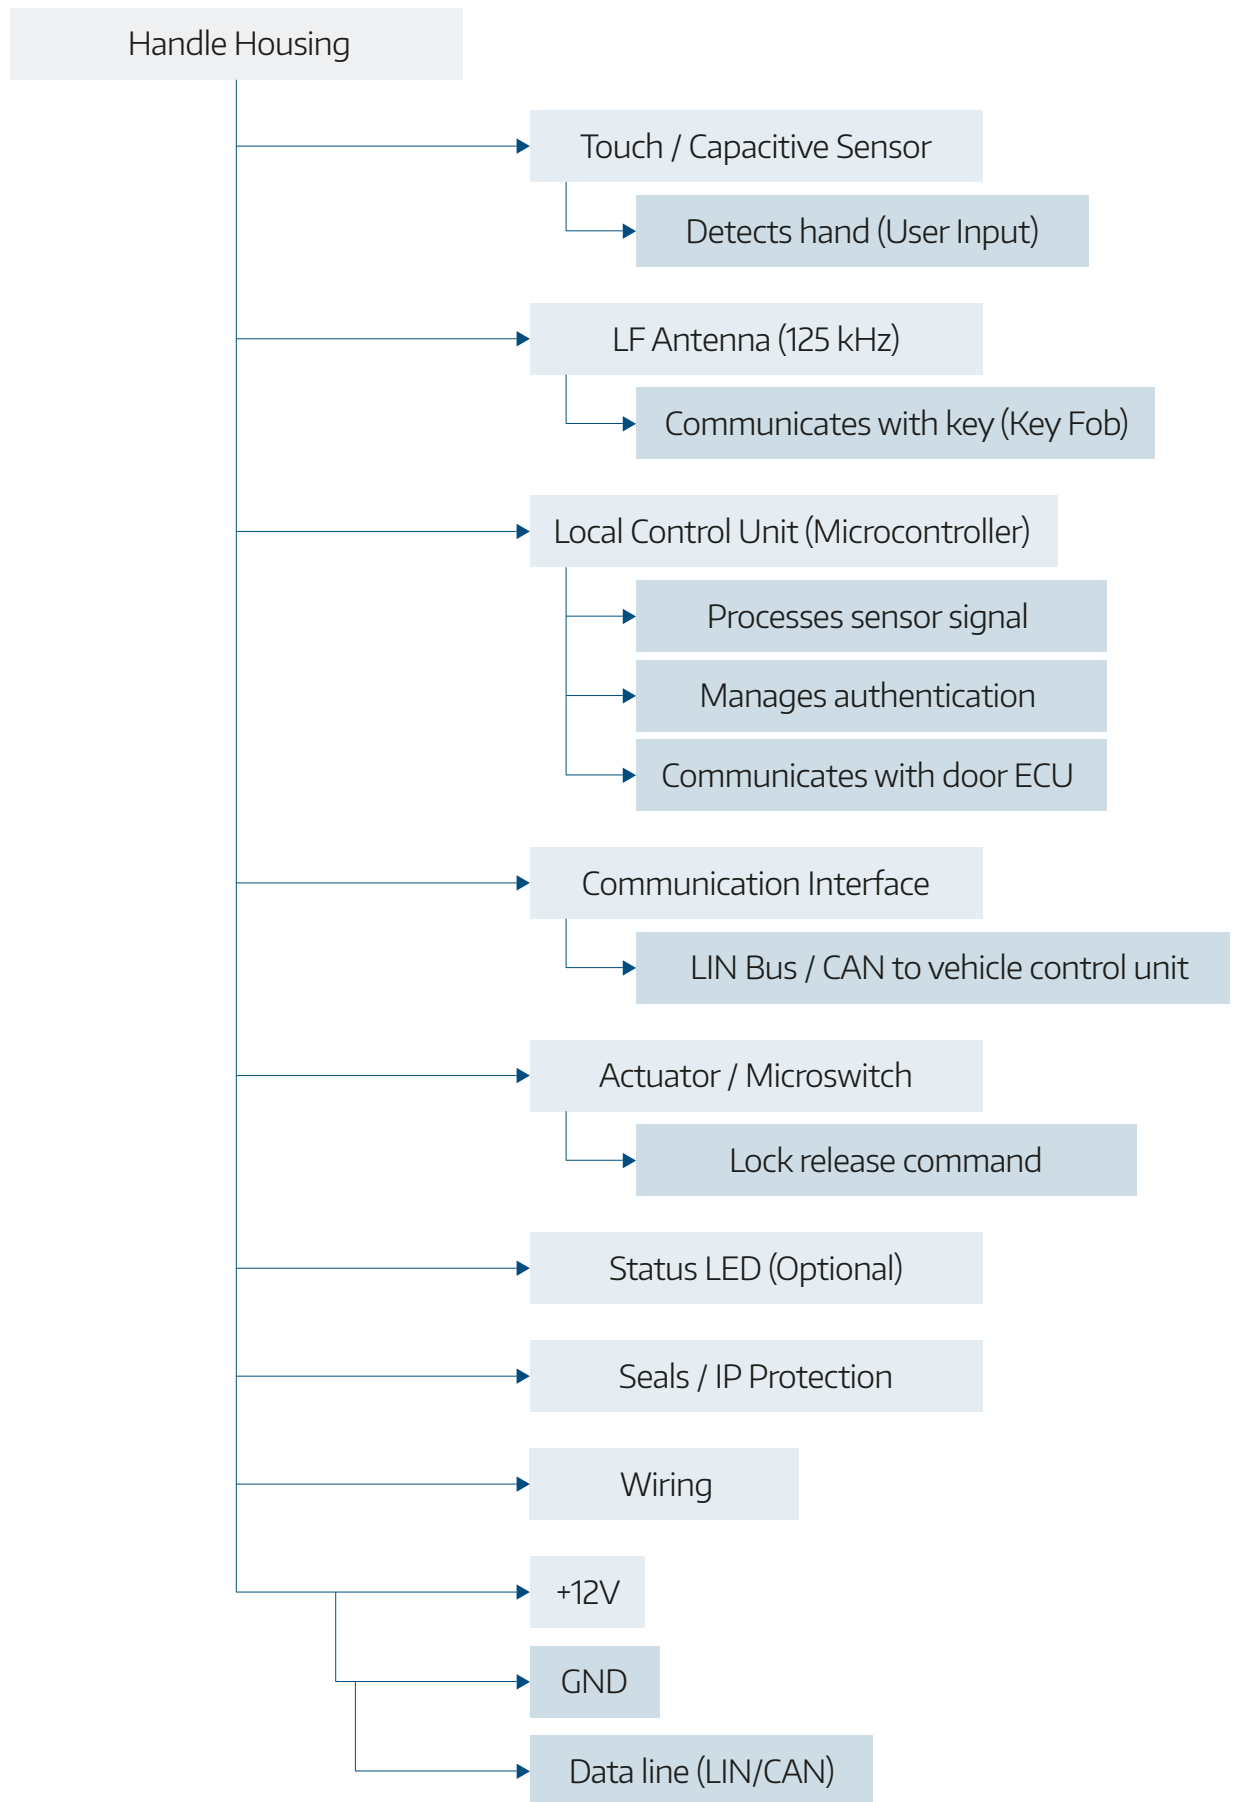 Handle Housing
Touch / Capacitive Sensor
Detects hand (User Input)
LF Antenna (125 kHz)
Communicates with key (Key Fob)
Local Control Unit (Microcontroller)
Processes sensor signal
Manages authentication
Communicates with door ECU
Communication Interface
LIN Bus / CAN to vehicle control unit
Actuator / Microswitch
Lock release command
Status LED (Optional)
Seals / IP Protection
Wiring
+12V
GND
Data line (LIN/CAN)